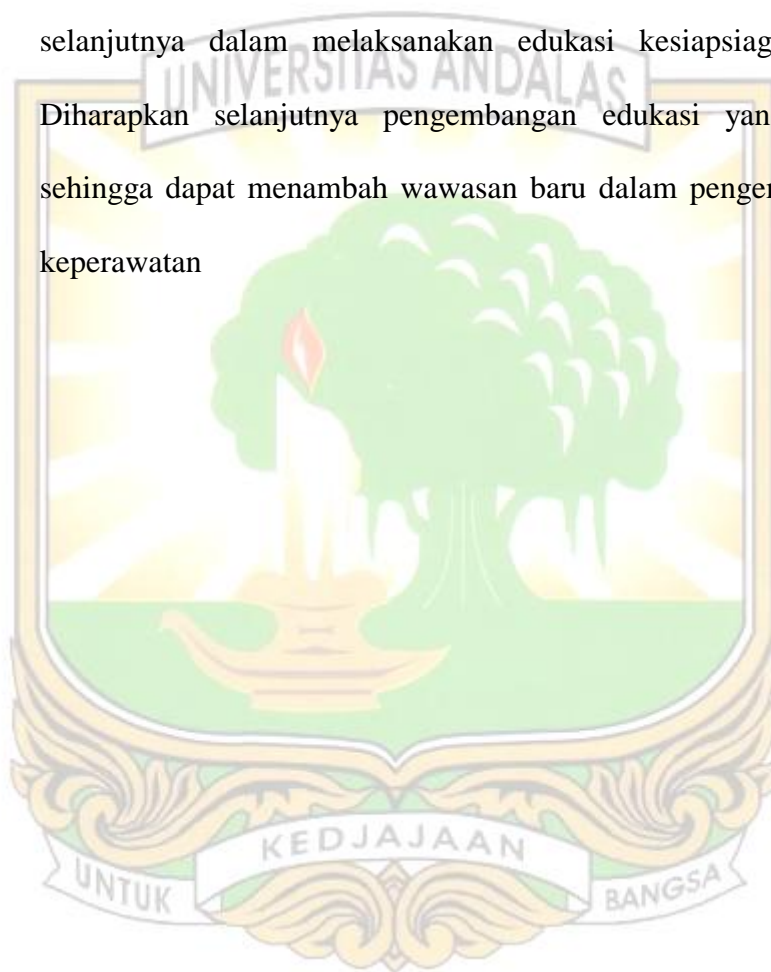 selanjutnya dalam melaksanakan edukasi kesiapsiag
UNIVERSITAS ANDALAS
Diharapkan selanjutnya pengembangan edukasi yan
sehingga dapat menambah wawasan baru dalam penge
keperawatan
UNTUK KEDJAJAAN BANGSA